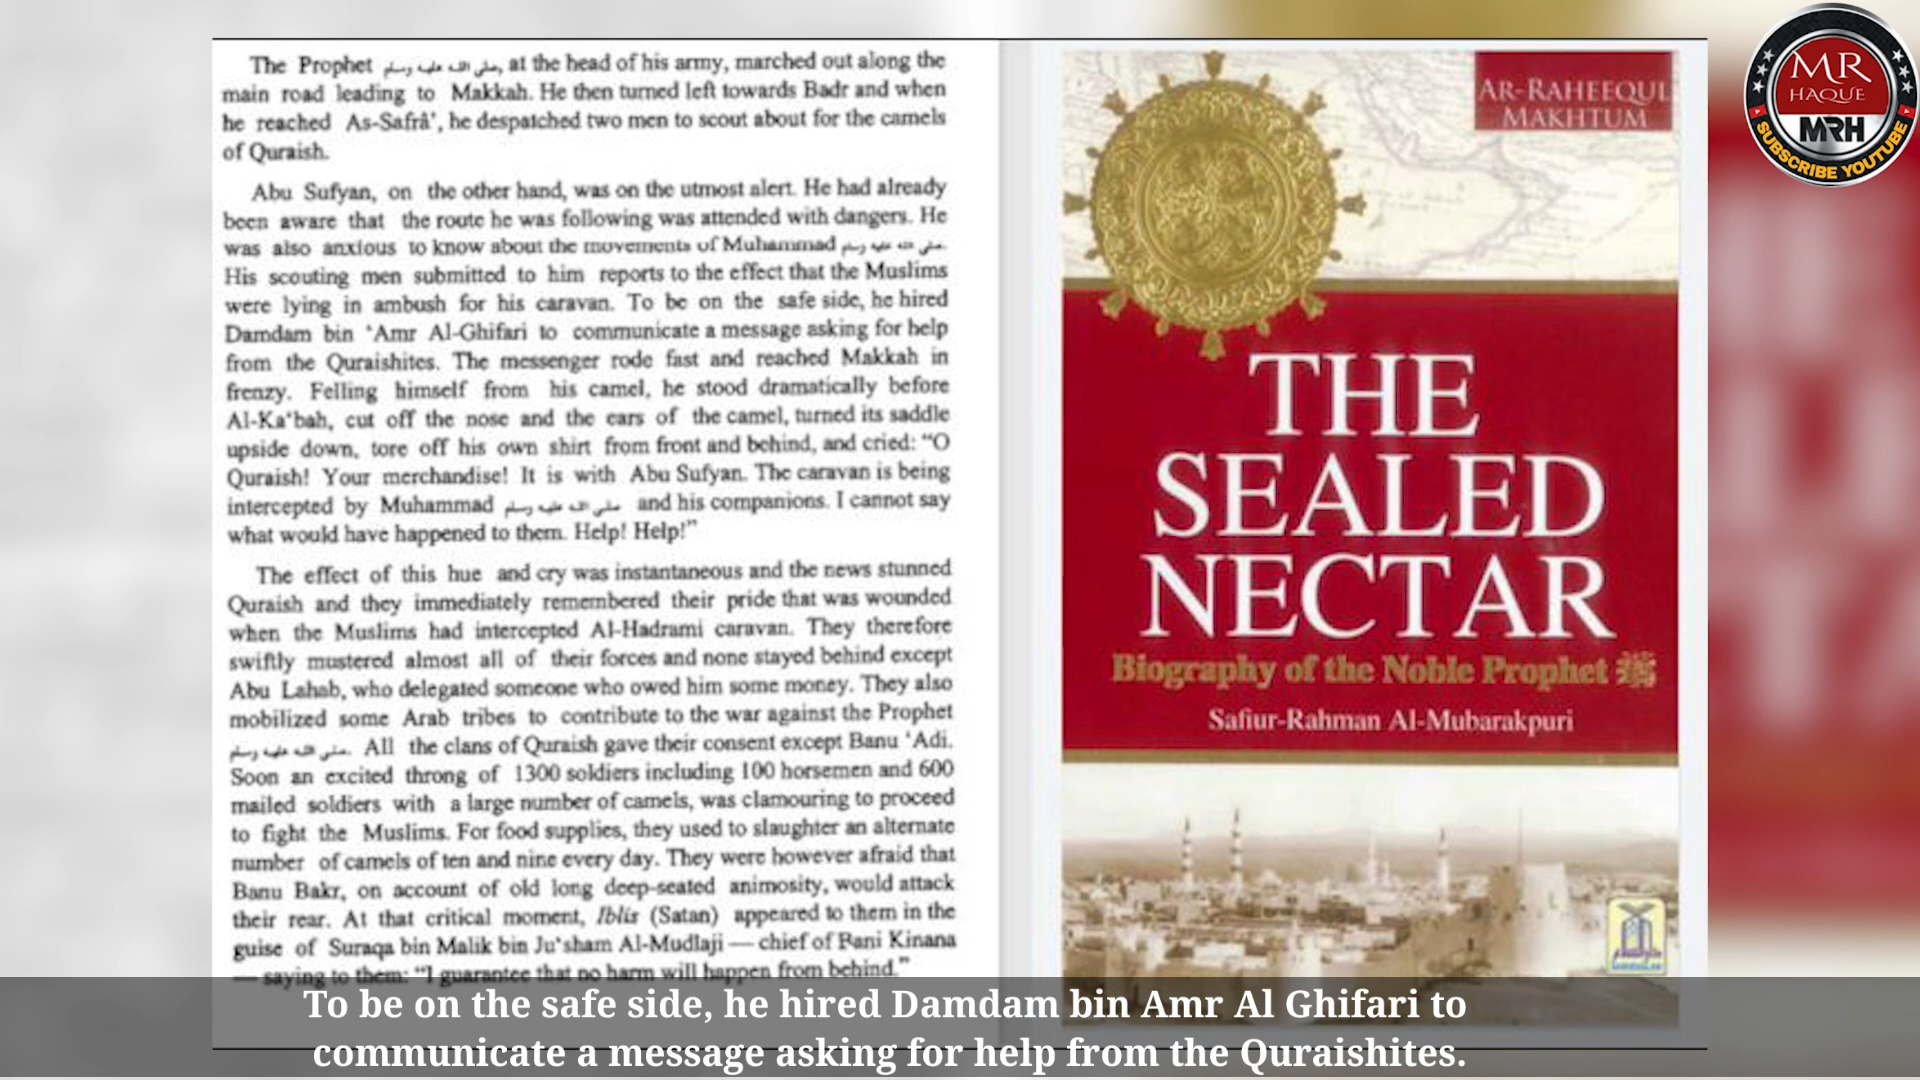 The Prophet صلى الله عليه وسلم, at the head of his army, marched out along the
main road leading to Makkah. He then turned left towards Badr and when
he reached As-Safrâ', he despatched two men to scout about for the camels
of Quraish.
Abu Sufyan, on the other hand, was on the utmost alert. He had already
been aware that the route he was following was attended with dangers. He
was also anxious to know about the movements of Muhammad صلى الله عليه وسلم.
His scouting men submitted to him reports to the effect that the Muslims
were lying in ambush for his caravan. To be on the safe side, he hired
Damdam bin ‘Amr Al-Ghifari to communicate a message asking for help
from the Quraishites. The messenger rode fast and reached Makkah in
frenzy. Felling himself from his camel, he stood dramatically before
Al-Ka‘bah, cut off the nose and the ears of the camel, turned its saddle
upside down, tore off his own shirt from front and behind, and cried: “O
Quraish! Your merchandise! It is with Abu Sufyan. The caravan is being
intercepted by Muhammad صلى الله عليه وسلم and his companions. I cannot say
what would have happened to them. Help! Help!”
The effect of this hue and cry was instantaneous and the news stunned
Quraish and they immediately remembered their pride that was wounded
when the Muslims had intercepted Al-Hadrami caravan. They therefore
swiftly mustered almost all of their forces and none stayed behind except
Abu Lahab, who delegated someone who owed him some money. They also
mobilized some Arab tribes to contribute to the war against the Prophet
صلى الله عليه وسلم. All the clans of Quraish gave their consent except Banu ‘Adi.
Soon an excited throng of 1300 soldiers including 100 horsemen and 600
mailed soldiers with a large number of camels, was clamouring to proceed
to fight the Muslims. For food supplies, they used to slaughter an alternate
number of camels of ten and nine every day. They were however afraid that
Banu Bakr, on account of old long deep-seated animosity, would attack
their rear. At that critical moment, Iblis (Satan) appeared to them in the
guise of Suraqa bin Malik bin Ju‘sham Al-Mudlaji — chief of Bani Kinana
— saying to them: “I guarantee that no harm will happen from behind.”
AR-RAHEEQUL
MAKHTUM
THE
SEALED
NECTAR
Biography of the Noble Prophet ﷺ
Safiur-Rahman Al-Mubarakpuri
MR
HAQUE
MRH
SUBSCRIBE YOUTUBE
To be on the safe side, he hired Damdam bin Amr Al Ghifari to
communicate a message asking for help from the Quraishites.